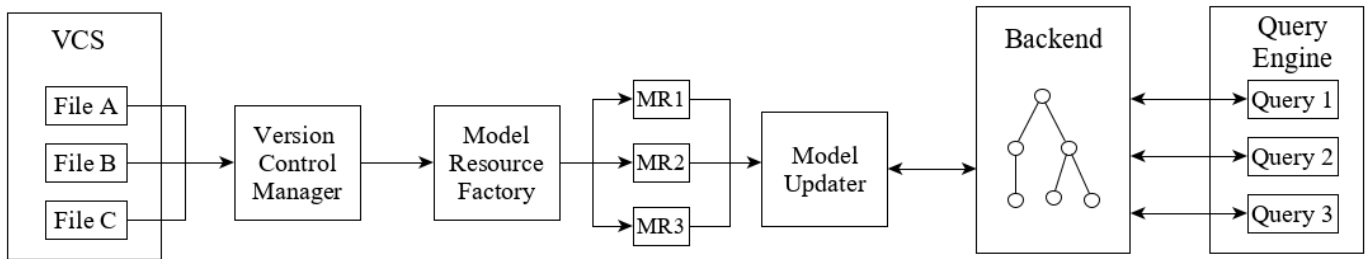 VCS
File A
File B
File C
Version
Control
Manager
Model
Resource
Factory
MR1
MR2
MR3
Model
Updater
Backend
Query
Engine
Query 1
Query 2
Query 3